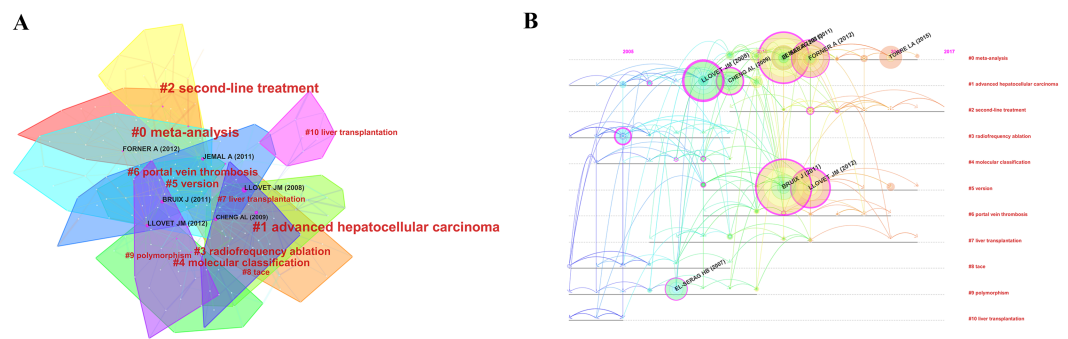 A
#2 second-line treatment
#0 meta-analysis
#10 liver transplantation
FORNER A (2012)
JEMAL A (2011)
#6 portal vein thrombosis
#5 version
LLOVET JM (2008)
BRUIX J (2011)
#7 liver transplantation
CHENG AL (2009)
LLOVET JM (2012)
#1 advanced hepatocellular carcinoma
#3 radiofrequency ablation
#9 polymorphism
#4 molecular classification
#8 tace
B
2005
2017
LLOVET JM (2008)
CHENG AL (2009)
FORNER A (2012)
TORRE LA (2015)
BRUIX J (2011)
LLOVET JM (2012)
EL-SERAG HB (2007)
#0 meta-analysis
#1 advanced hepatocellular carcinoma
#2 second-line treatment
#3 radiofrequency ablation
#4 molecular classification
#5 version
#6 portal vein thrombosis
#7 liver transplantation
#8 tace
#9 polymorphism
#10 liver transplantation